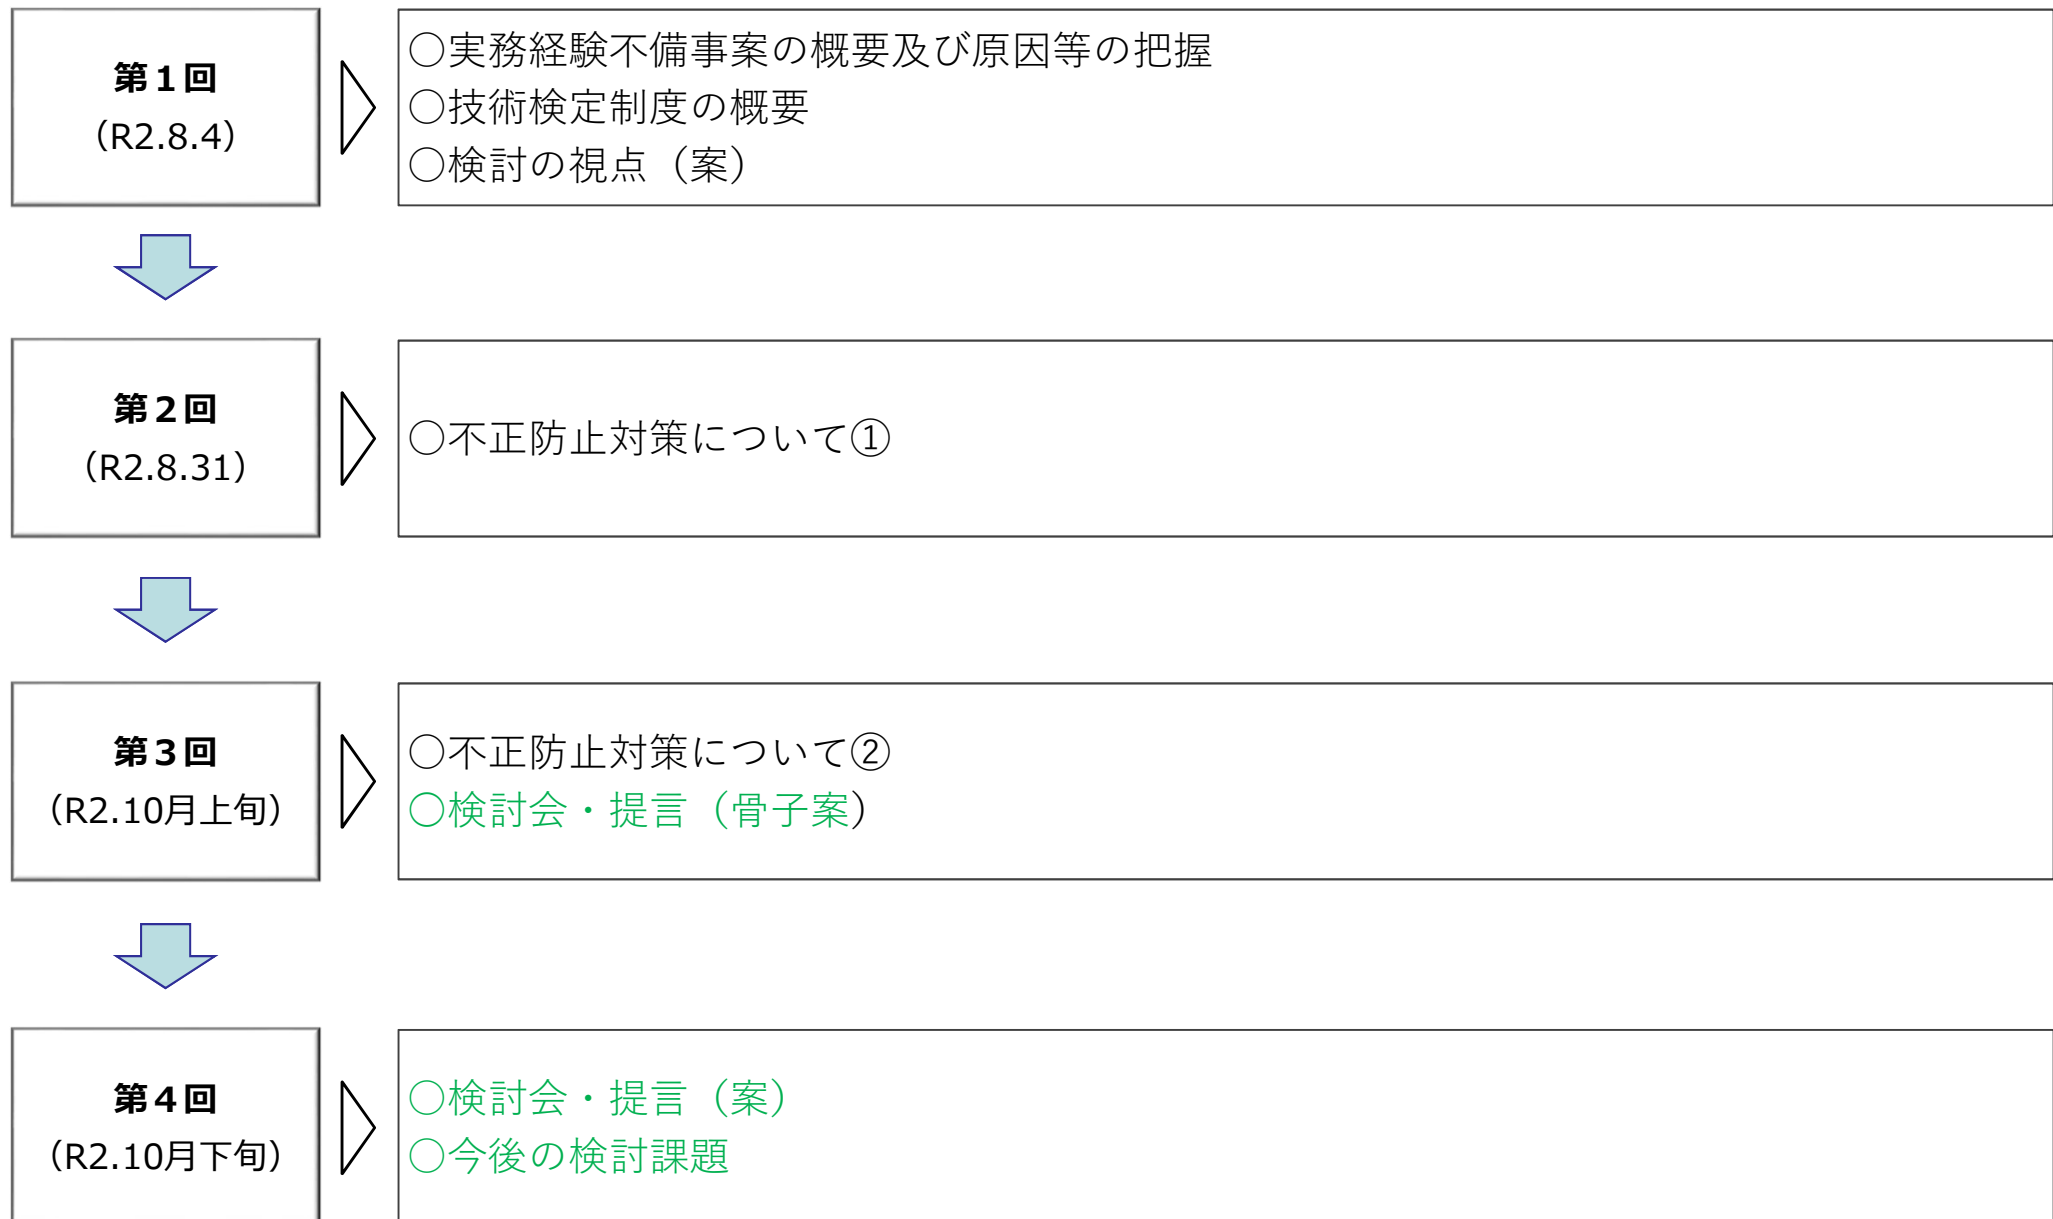 第１回
（R2.8.4）
○実務経験不備事案の概要及び原因等の把握
○技術検定制度の概要
○検討の視点（案）
第２回
（R2.8.31）
○不正防止対策について①
第３回
（R2.10月上旬）
○不正防止対策について②
○検討会・提言（骨子案）
第４回
（R2.10月下旬）
○検討会・提言（案）
○今後の検討課題